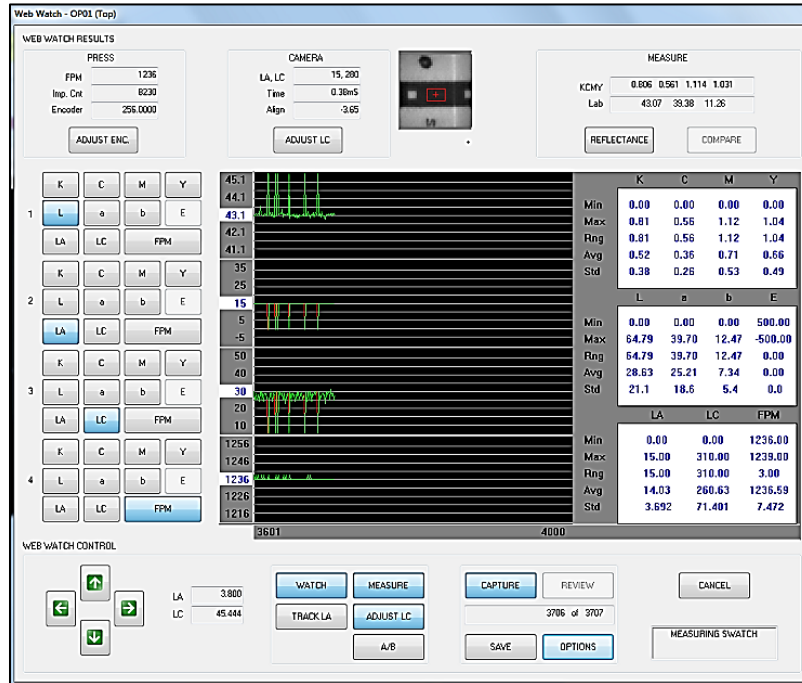 Web Watch - OP01 (Top)
WEB WATCH RESULTS
PRESS
FPM 1236
Imp. Cnt 8230
Encoder 256.0000
ADJUST ENC.
CAMERA
LA, LC 15, 280
Time 0.38mS
Align -3.65
ADJUST LC
MEASURE
KCMY 0.806 0.561 1.114 1.031
Lab 43.07 39.38 11.26
REFLECTANCE COMPARE
1
K C M Y
L a b E
LA LC FPM
2
K C M Y
L a b E
LA LC FPM
3
K C M Y
L a b E
LA LC FPM
4
K C M Y
L a b E
LA LC FPM
45.1
44.1
43.1
42.1
41.1
35
25
15
5
-5
50
40
30
20
10
1256
1246
1236
1226
1216
3601 4000
K C M Y
Min 0.00 0.00 0.00 0.00
Max 0.81 0.56 1.12 1.04
Rng 0.81 0.56 1.12 1.04
Avg 0.52 0.36 0.71 0.66
Std 0.38 0.26 0.53 0.49
L a b E
Min 0.00 0.00 0.00 500.00
Max 64.79 39.70 12.47 -500.00
Rng 64.79 39.70 12.47 0.00
Avg 28.63 25.21 7.34 0.00
Std 21.1 18.6 5.4 0.0
LA LC FPM
Min 0.00 0.00 1236.00
Max 15.00 310.00 1239.00
Rng 15.00 310.00 3.00
Avg 14.03 260.63 1236.59
Std 3.692 71.401 7.472
WEB WATCH CONTROL
LA 3.800
LC 45.444
WATCH MEASURE
TRACK LA ADJUST LC
A/B
CAPTURE REVIEW
3706 of 3707
SAVE OPTIONS
CANCEL
MEASURING SWATCH